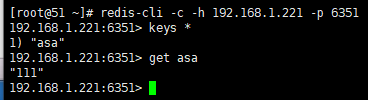 [root@51 ~]# redis-cli -c -h 192.168.1.221 -p 6351
192.168.1.221:6351> keys *
1) "asa"
192.168.1.221:6351> get asa
"111"
192.168.1.221:6351>